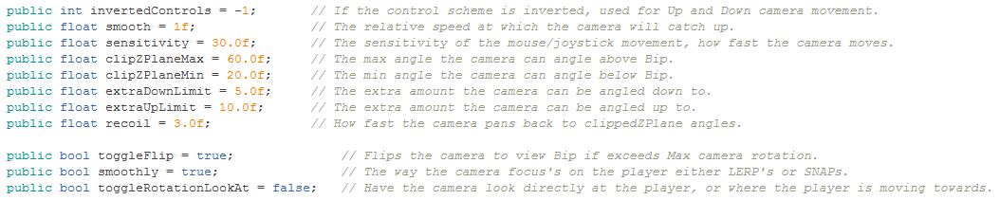 public int invertedControls = -1; // If the control scheme is inverted, used for Up and Down camera movement.
public float smooth = 1f; // The relative speed at which the camera will catch up.
public float sensitivity = 30.0f; // The sensitivity of the mouse/joystick movement, how fast the camera moves.
public float clipZPlaneMax = 60.0f; // The max angle the camera can angle above Bip.
public float clipZPlaneMin = 20.0f; // The min angle the camera can angle below Bip.
public float extraDownLimit = 5.0f; // The extra amount the camera can be angled down to.
public float extraUpLimit = 10.0f; // The extra amount the camera can be angled up to.
public float recoil = 3.0f; // How fast the camera pans back to clippedZPlane angles.
public bool toggleFlip = true; // Flips the camera to view Bip if exceeds Max camera rotation.
public bool smoothly = true; // The way the camera focus's on the player either LERP's or SNAPs.
public bool toggleRotationLookAt = false; // Have the camera look directly at the player, or where the player is moving towards.